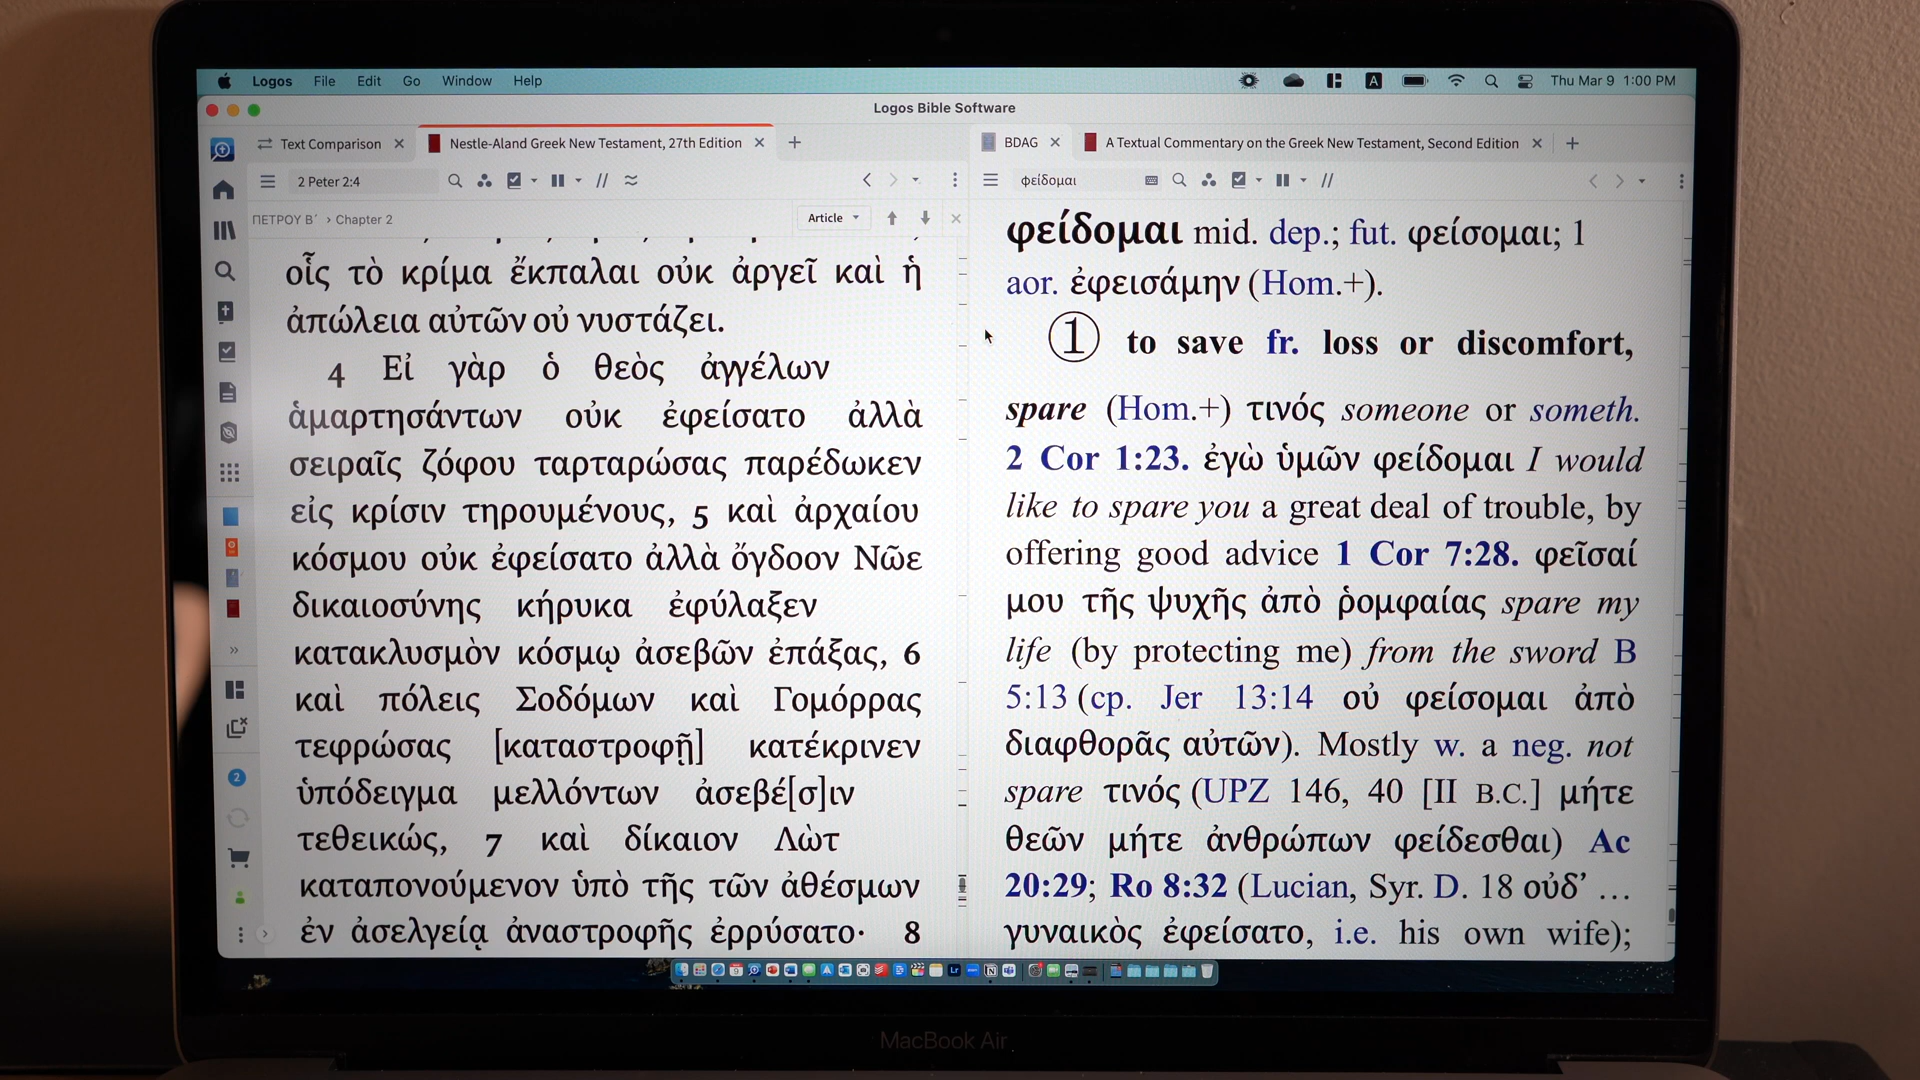 Logos File Edit Go Window Help
A Thu Mar 9 1:00 PM
Logos Bible Software
Text Comparison
Nestle-Aland Greek New Testament, 27th Edition
BDAG
A Textual Commentary on the Greek New Testament, Second Edition
2 Peter 2:4
φείδομαι
ΠΕΤΡΟΥ Βʹ › Chapter 2
Article
οἷς τὸ κρίμα ἔκπαλαι οὐκ ἀργεῖ καὶ ἡ
ἀπώλεια αὐτῶν οὐ νυστάζει.
4 Εἰ γὰρ ὁ θεὸς ἀγγέλων
ἁμαρτησάντων οὐκ ἐφείσατο ἀλλὰ
σειραῖς ζόφου ταρταρώσας παρέδωκεν
εἰς κρίσιν τηρουμένους, 5 καὶ ἀρχαίου
κόσμου οὐκ ἐφείσατο ἀλλὰ ὄγδοον Νῶε
δικαιοσύνης κήρυκα ἐφύλαξεν
κατακλυσμὸν κόσμῳ ἀσεβῶν ἐπάξας, 6
καὶ πόλεις Σοδόμων καὶ Γομόρρας
τεφρώσας [καταστροφῇ] κατέκρινεν
ὑπόδειγμα μελλόντων ἀσεβέ[σ]ιν
τεθεικώς, 7 καὶ δίκαιον Λὼτ
καταπονούμενον ὑπὸ τῆς τῶν ἀθέσμων
ἐν ἀσελγείᾳ ἀναστροφῆς ἐρρύσατο· 8
φείδομαι mid. dep.; fut. φείσομαι; 1
aor. ἐφεισάμην (Hom.+).
① to save fr. loss or discomfort,
spare (Hom.+) τινός someone or someth.
2 Cor 1:23. ἐγὼ ὑμῶν φείδομαι I would
like to spare you a great deal of trouble, by
offering good advice 1 Cor 7:28. φεῖσαί
μου τῆς ψυχῆς ἀπὸ ῥομφαίας spare my
life (by protecting me) from the sword B
5:13 (cp. Jer 13:14 οὐ φείσομαι ἀπὸ
διαφθορᾶς αὐτῶν). Mostly w. a neg. not
spare τινός (UPZ 146, 40 [II B.C.] μήτε
θεῶν μήτε ἀνθρώπων φείδεσθαι) Ac
20:29; Ro 8:32 (Lucian, Syr. D. 18 οὐδ’ …
γυναικὸς ἐφείσατο, i.e. his own wife);
2
MacBook Air